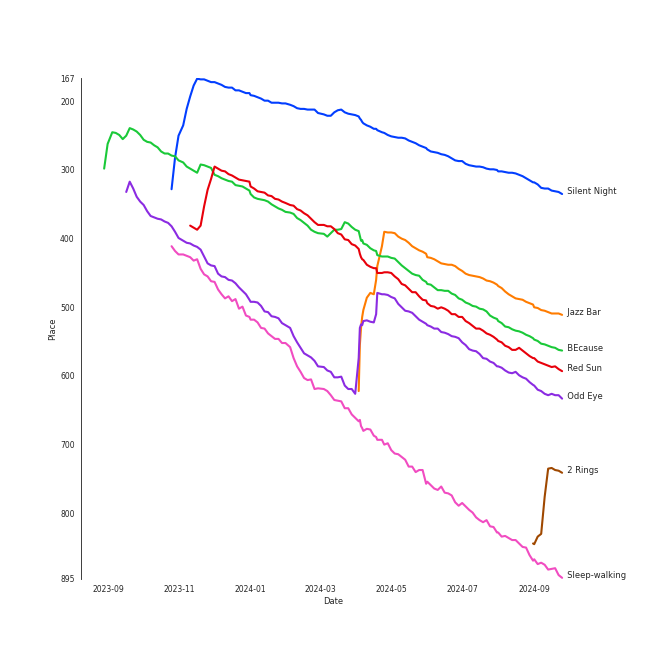 167
200
300
400
500
600
700
800
895
Place
2023-09
2023-11
2024-01
2024-03
2024-05
2024-07
2024-09
Date
Silent Night
Jazz Bar
BEcause
Red Sun
Odd Eye
2 Rings
Sleep-walking